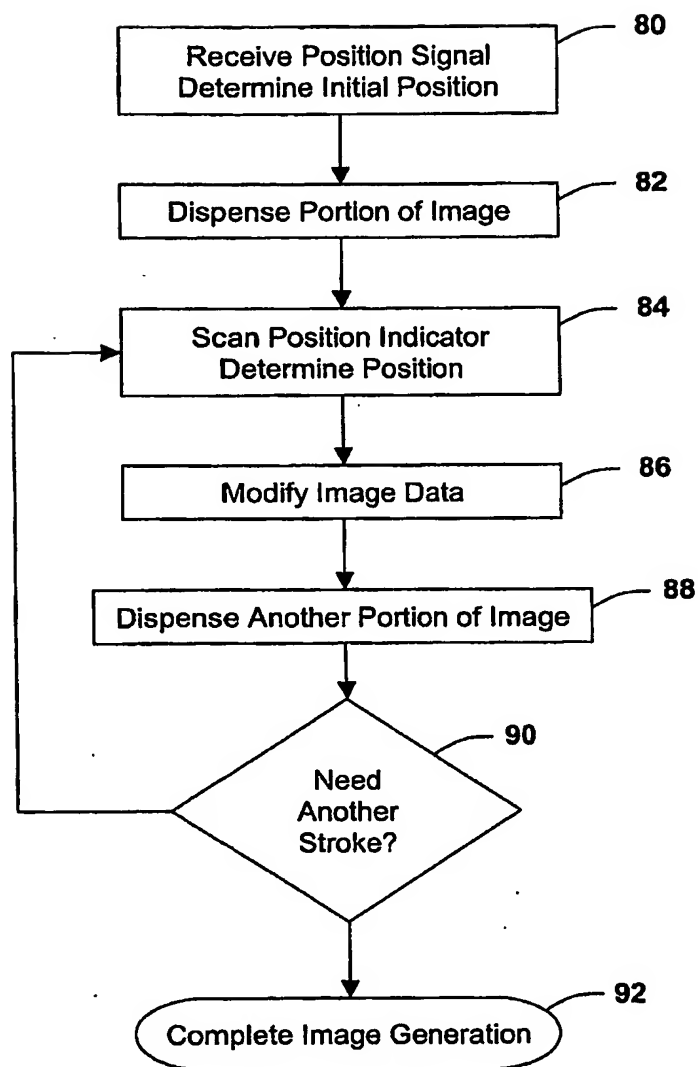 80
Receive Position Signal
Determine Initial Position
82
Dispense Portion of Image
84
Scan Position Indicator
Determine Position
86
Modify Image Data
88
Dispense Another Portion of Image
90
Need
Another
Stroke?
92
Complete Image Generation